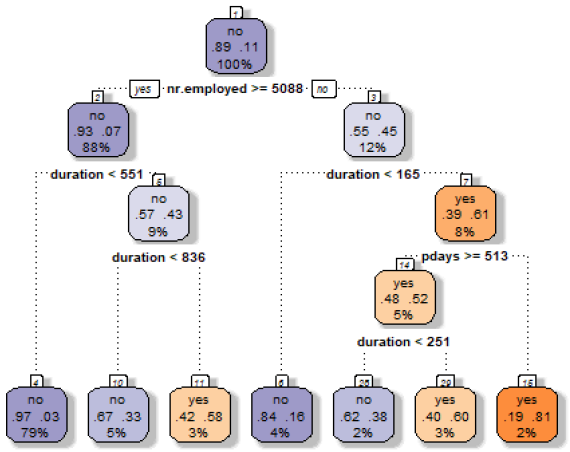 1
no
.89 .11
100%
yes nr.employed >= 5088 no
2
no
.93 .07
88%
3
no
.55 .45
12%
duration < 551
duration < 165
5
no
.57 .43
9%
7
yes
.39 .61
8%
duration < 836
pdays >= 513
14
yes
.48 .52
5%
duration < 251
4
no
.97 .03
79%
10
no
.67 .33
5%
11
yes
.42 .58
3%
6
no
.84 .16
4%
28
no
.62 .38
2%
29
yes
.40 .60
3%
15
yes
.19 .81
2%